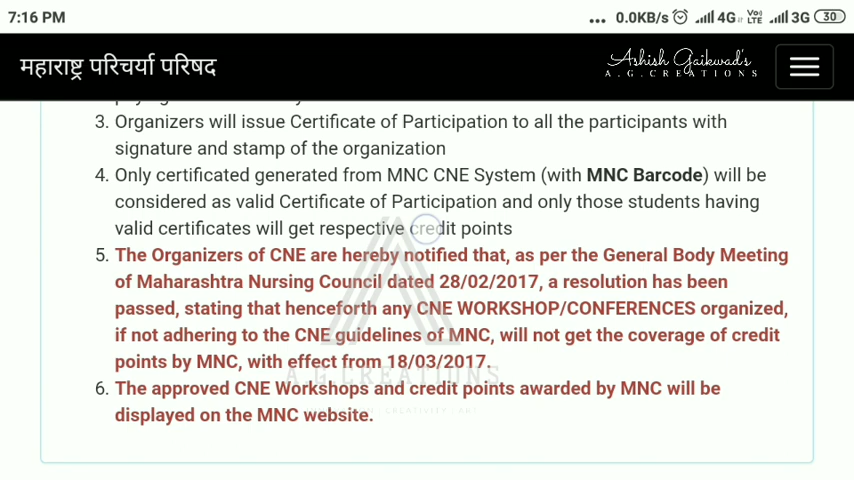 7:16 PM
... 0.0KB/s 4G Vo) LTE 3G 30
महाराष्ट्र परिचर्या परिषद
Ashish Gaikwad's
A.G.CREATIONS
3. Organizers will issue Certificate of Participation to all the participants with
signature and stamp of the organization
4. Only certificated generated from MNC CNE System (with MNC Barcode) will be
considered as valid Certificate of Participation and only those students having
valid certificates will get respective credit points
5. The Organizers of CNE are hereby notified that, as per the General Body Meeting
of Maharashtra Nursing Council dated 28/02/2017, a resolution has been
passed, stating that henceforth any CNE WORKSHOP/CONFERENCES organized,
if not adhering to the CNE guidelines of MNC, will not get the coverage of credit
points by MNC, with effect from 18/03/2017.
A.G.CREATIONS
6. The approved CNE Workshops and credit points awarded by MNC will be
displayed on the MNC website.